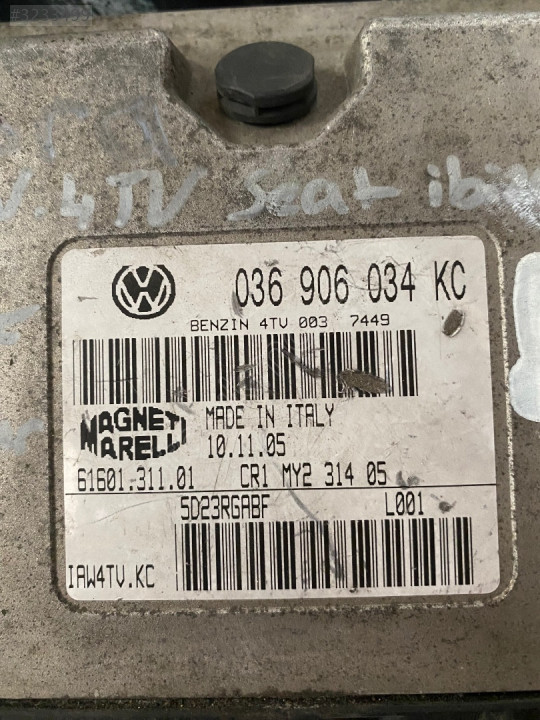 4TV Seat ibiza
036 906 034 KC
BENZIN 4TV 003 7449
MAGNETI MARELLI
MADE IN ITALY
10.11.05
61601.311.01 CR1 MY2 314 05
5D23RGABF L001
IAW4TV.KC